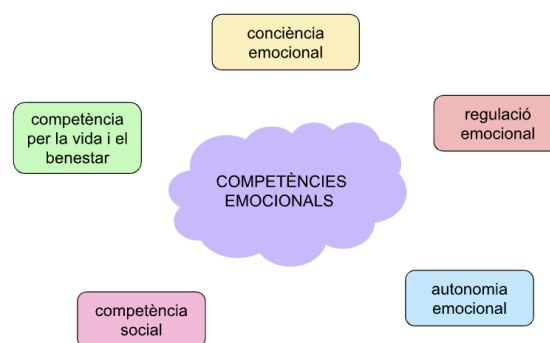 conciència
emocional
competència
per la vida i el
benestar
regulació
emocional
COMPETÈNCIES
EMOCIONALS
autonomia
emocional
competència
social